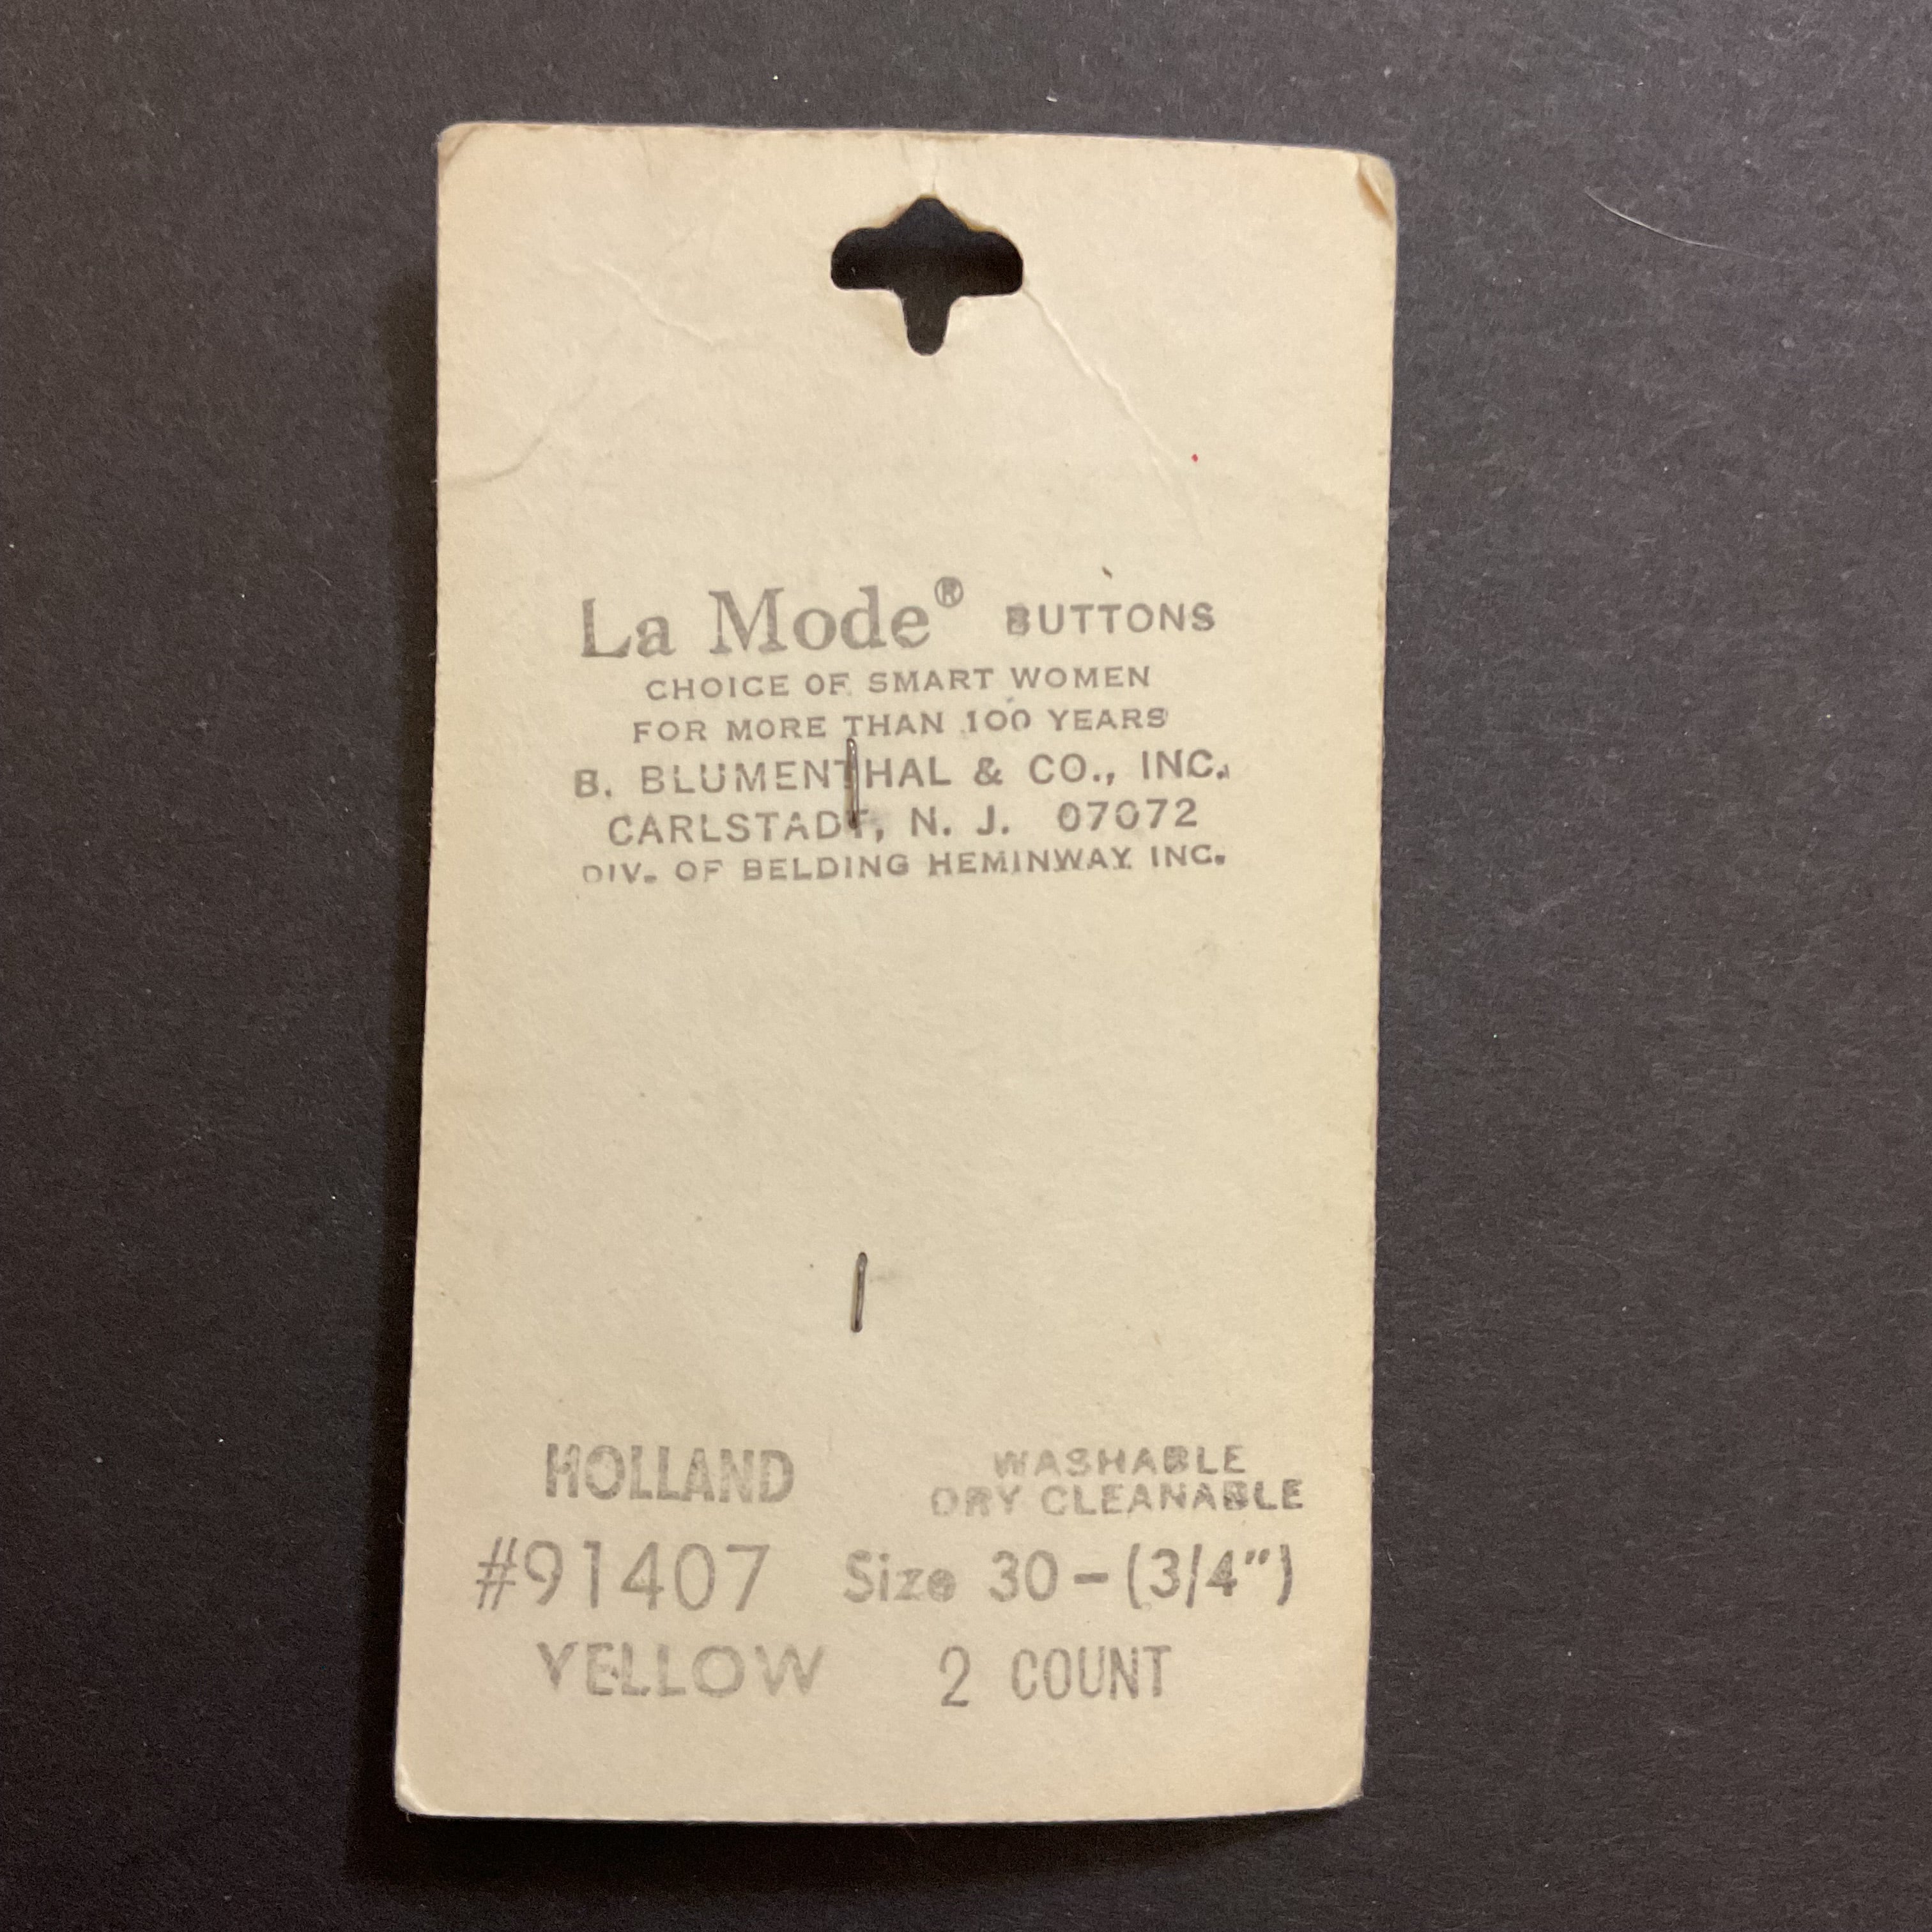 La Mode® BUTTONS
CHOICE OF SMART WOMEN
FOR MORE THAN 100 YEARS
B. BLUMENTHAL & CO., INC.
CARLSTADT, N. J. 07072
DIV. OF BELDING HEMINWAY INC.
HOLLAND
WASHABLE
DRY CLEANABLE
#91407 Size 30-(3/4")
YELLOW 2 COUNT